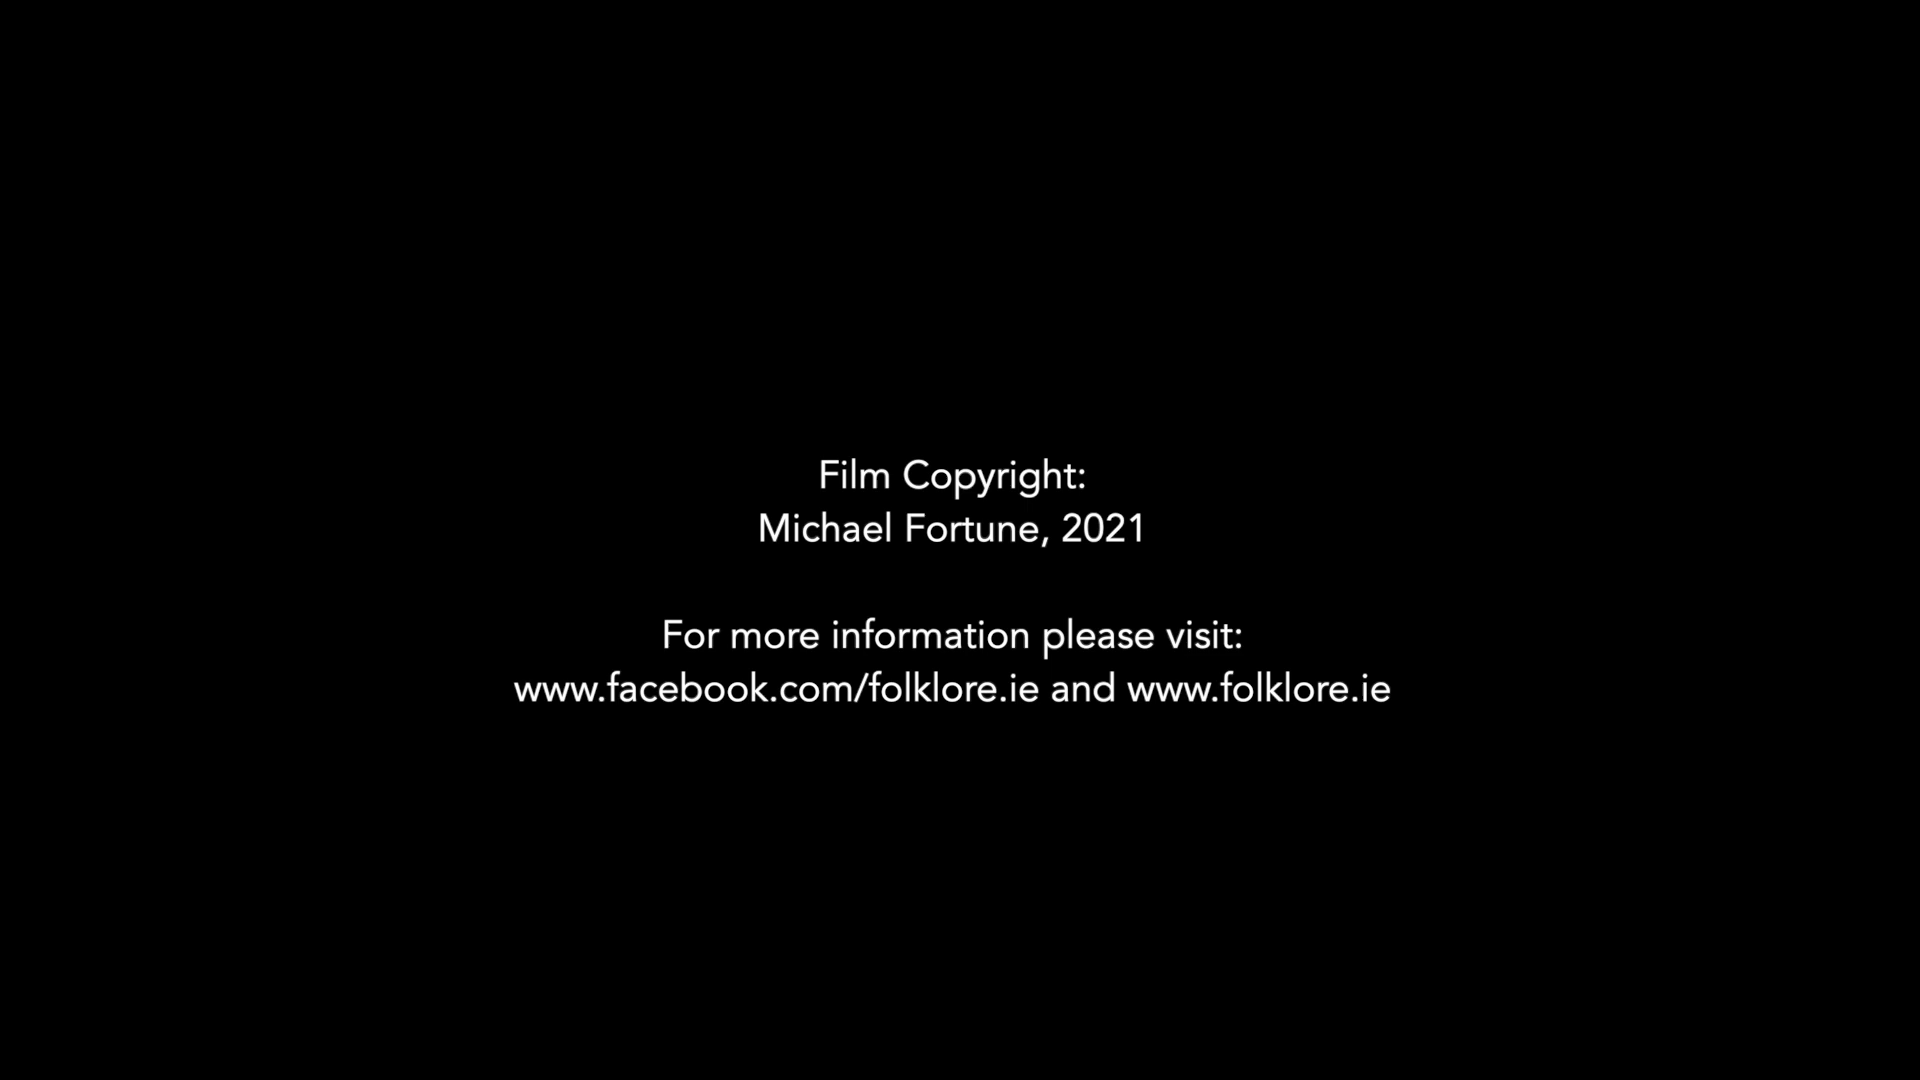 Film Copyright:
Michael Fortune, 2021
For more information please visit:
www.facebook.com/folklore.ie and www.folklore.ie